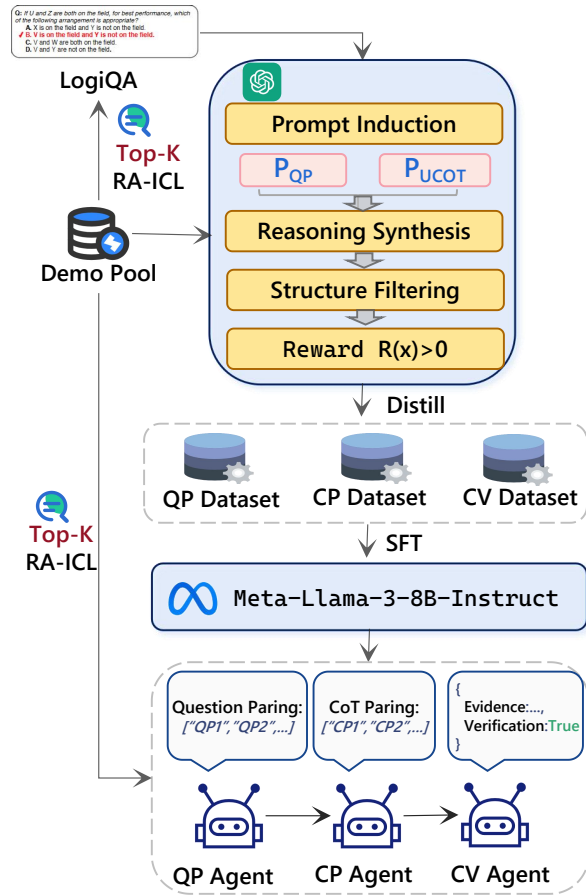 Q: If U and Z are both on the field, for best performance, which
of the following arrangement is appropriate?
A. X is on the field and Y is not on the field.
✓ B. V is on the field and Y is not on the field.
C. V and W are both on the field
D. V and Y are not on the field.
LogiQA
Top-K
RA-ICL
Demo Pool
Prompt Induction
P_QP
P_UCOT
Reasoning Synthesis
Structure Filtering
Reward R(x)>0
Distill
QP Dataset
CP Dataset
CV Dataset
Top-K
RA-ICL
SFT
Meta-Llama-3-8B-Instruct
Question Paring:
["QP1","QP2",...]
CoT Paring:
["CP1","CP2",...]
{
Evidence:...,
Verification:True
}
QP Agent
CP Agent
CV Agent